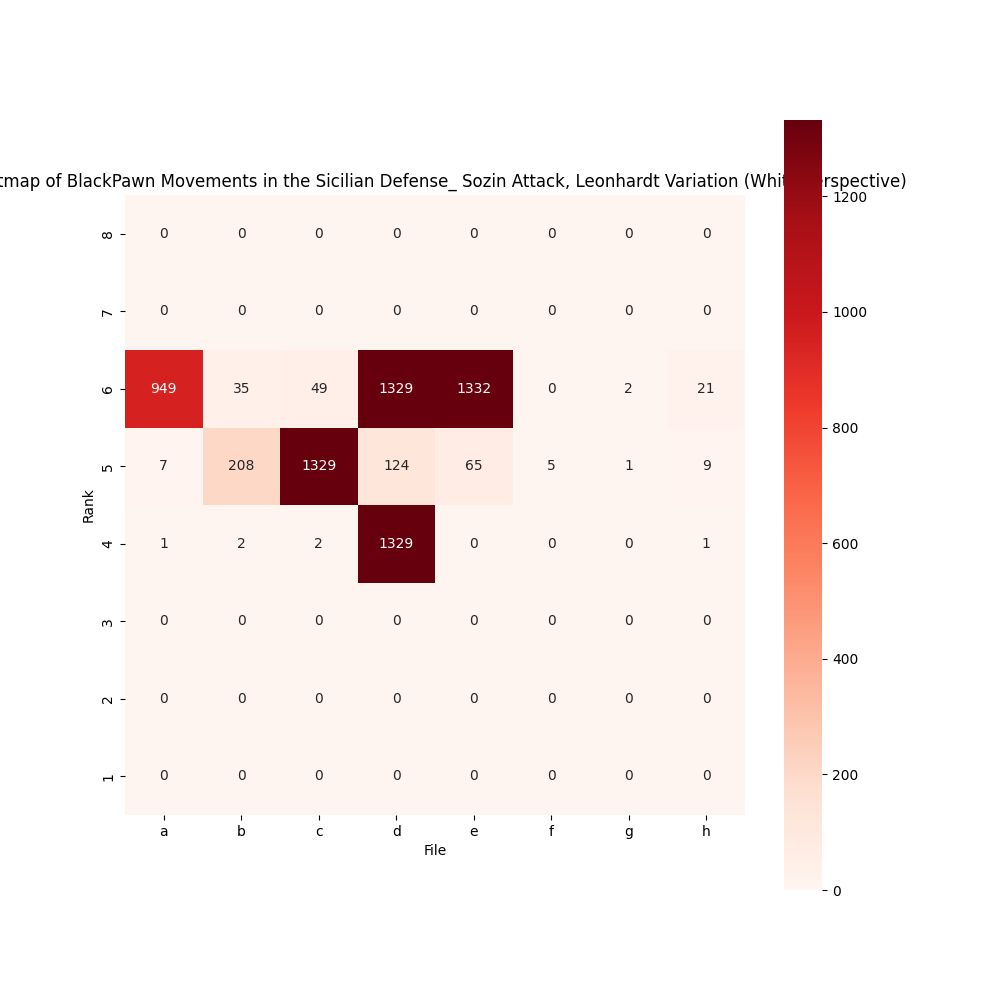 tmap of BlackPawn Movements in the Sicilian Defense_ Sozin Attack, Leonhardt Variation (Whit erspective)
8 0 0 0 0 0 0 0 0
7 0 0 0 0 0 0 0 0
6 949 35 49 1329 1332 0 2 21
5 7 208 1329 124 65 5 1 9
4 1 2 2 1329 0 0 0 1
3 0 0 0 0 0 0 0 0
2 0 0 0 0 0 0 0 0
1 0 0 0 0 0 0 0 0
Rank
a b c d e f g h
File
1200
1000
800
600
400
200
0